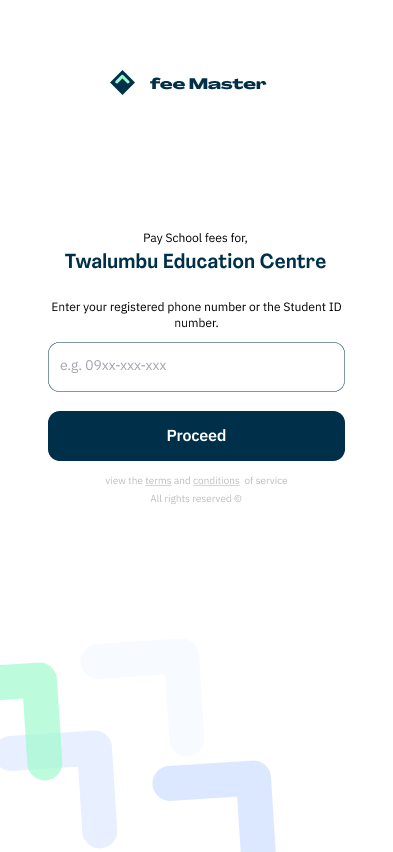 fee Master
Pay School fees for,
Twalumbu Education Centre
Enter your registered phone number or the Student ID
number.
e.g. 09xx-xxx-xxx
Proceed
view the terms and conditions of service
All rights reserved ©